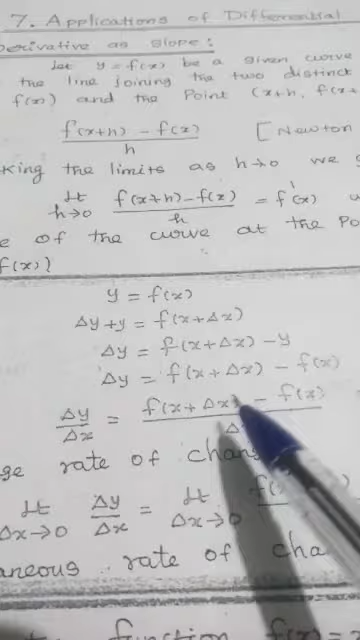 7. Applications of Differential
Derivative as slope:
let y = f(x) be a given curve
the line joining the two distinct
f(x) and the Point (x+h, f(x+
f(x+h) - f(x) / h [Newton
king the limits as h→0 we g
lt h→0 f(x+h) - f(x) / h = f'(x)
e of the curve at the Po
f(x)]
y = f(x)
Δy+y = f(x+Δx)
Δy = f(x+Δx) - y
Δy = f(x+Δx) - f(x)
Δy/Δx = f(x+Δx) - f(x) / Δ
ge rate of chan
lt Δx→0 Δy/Δx = lt Δx→0 f(
aneous rate of cha
function f(x) =